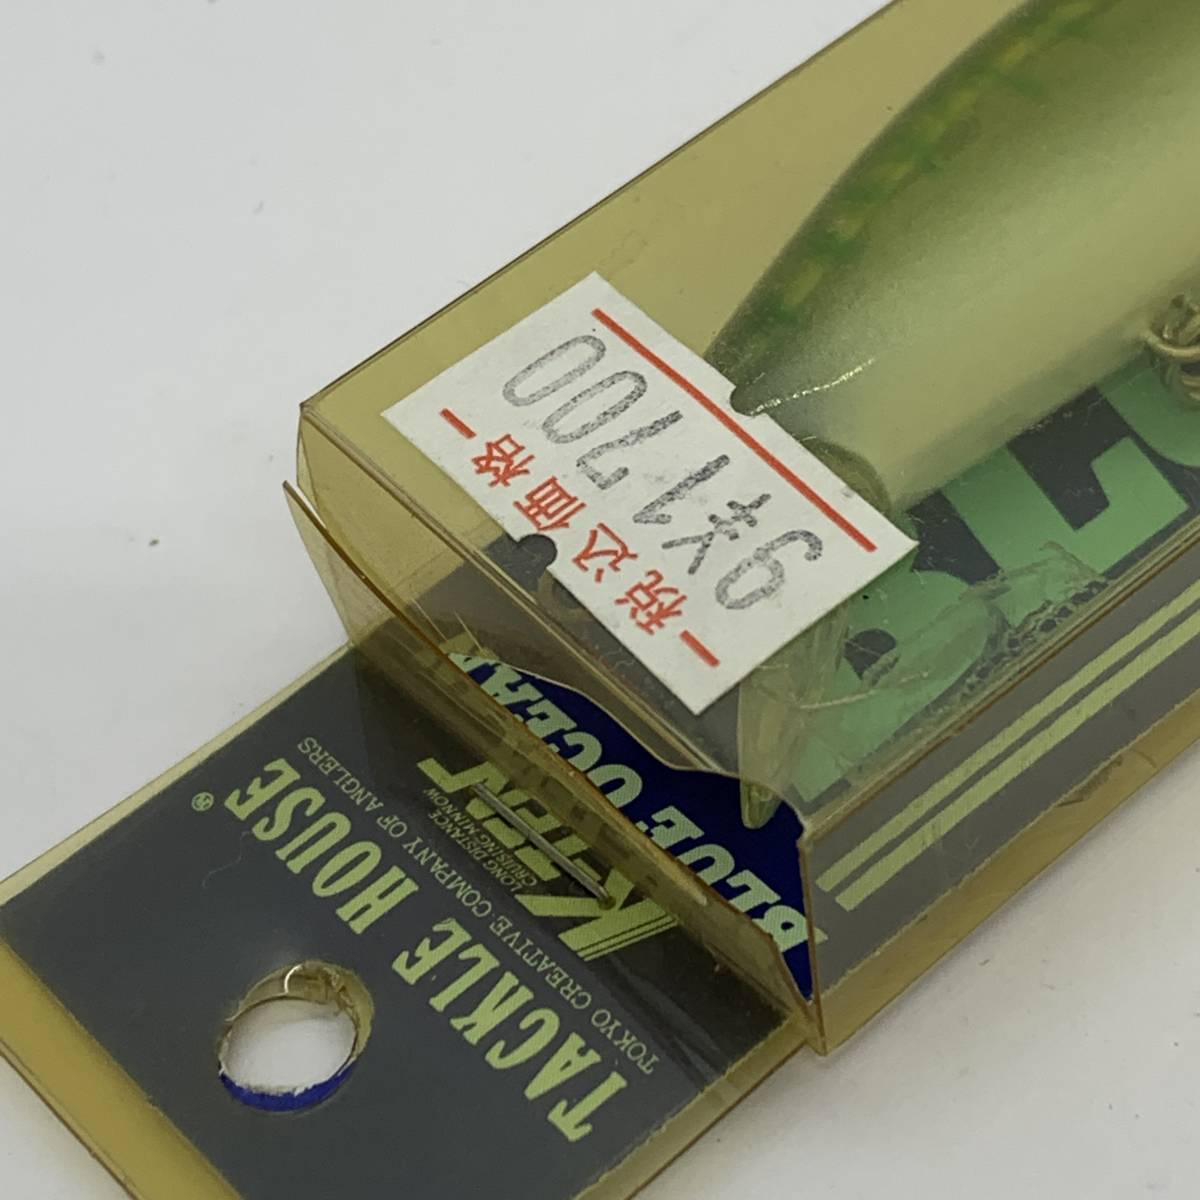 9X‡1700
－税込価格－
BLUE OCEAN
K-TEN
LONG DISTANCE
CRUISING MINNOW
TACKLE HOUSE®
TOKYO CREATIVE COMPANY OF ANGLERS